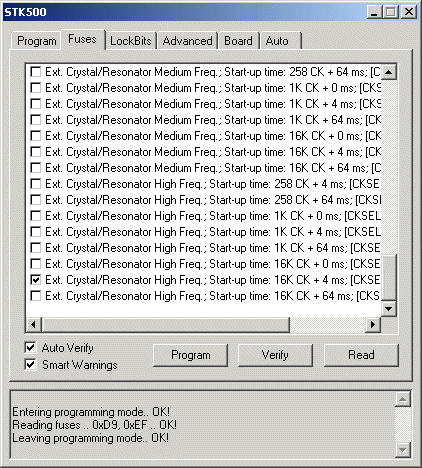 STK500
Program Fuses LockBits Advanced Board Auto
Ext. Crystal/Resonator Medium Freq.; Start-up time: 258 CK + 64 ms; [CK
Ext. Crystal/Resonator Medium Freq.; Start-up time: 1K CK + 0 ms; [CKS
Ext. Crystal/Resonator Medium Freq.; Start-up time: 1K CK + 4 ms; [CKS
Ext. Crystal/Resonator Medium Freq.; Start-up time: 1K CK + 64 ms; [CK
Ext. Crystal/Resonator Medium Freq.; Start-up time: 16K CK + 0 ms; [CK
Ext. Crystal/Resonator Medium Freq.; Start-up time: 16K CK + 4 ms; [CK
Ext. Crystal/Resonator Medium Freq.; Start-up time: 16K CK + 64 ms; [C
Ext. Crystal/Resonator High Freq.; Start-up time: 258 CK + 4 ms; [CKSE
Ext. Crystal/Resonator High Freq.; Start-up time: 258 CK + 64 ms; [CKS
Ext. Crystal/Resonator High Freq.; Start-up time: 1K CK + 0 ms; [CKSEL
Ext. Crystal/Resonator High Freq.; Start-up time: 1K CK + 4 ms; [CKSEL
Ext. Crystal/Resonator High Freq.; Start-up time: 1K CK + 64 ms; [CKSE
Ext. Crystal/Resonator High Freq.; Start-up time: 16K CK + 0 ms; [CKSE
Ext. Crystal/Resonator High Freq.; Start-up time: 16K CK + 4 ms; [CKSE
Ext. Crystal/Resonator High Freq.; Start-up time: 16K CK + 64 ms; [CKS
Auto Verify
Smart Warnings
Program Verify Read
Entering programming mode.. OK!
Reading fuses .. 0xD9, 0xEF .. OK!
Leaving programming mode.. OK!